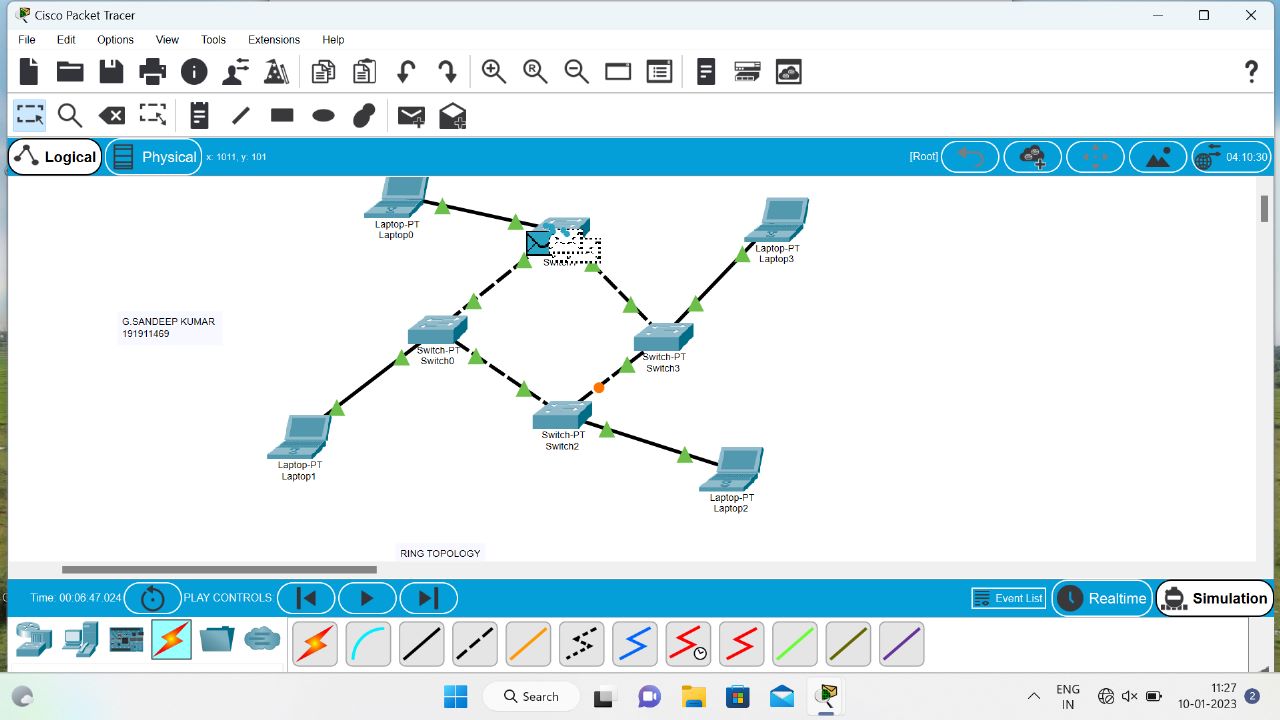 Cisco Packet Tracer
File Edit Options View Tools Extensions Help
R
?
Logical Physical x: 1011, y: 101 [Root] 04.10.30
Laptop-PT
Laptop0
Laptop-PT
Laptop3
G.SANDEEP KUMAR
191911469
Switch-PT
Switch0
Switch-PT
Switch3
Switch-PT
Switch2
Laptop-PT
Laptop1
Laptop-PT
Laptop2
RING TOPOLOGY
Time: 00:06:47.024 PLAY CONTROLS: Event List Realtime Simulation
Search
ENG
IN
11:27
10-01-2023
2